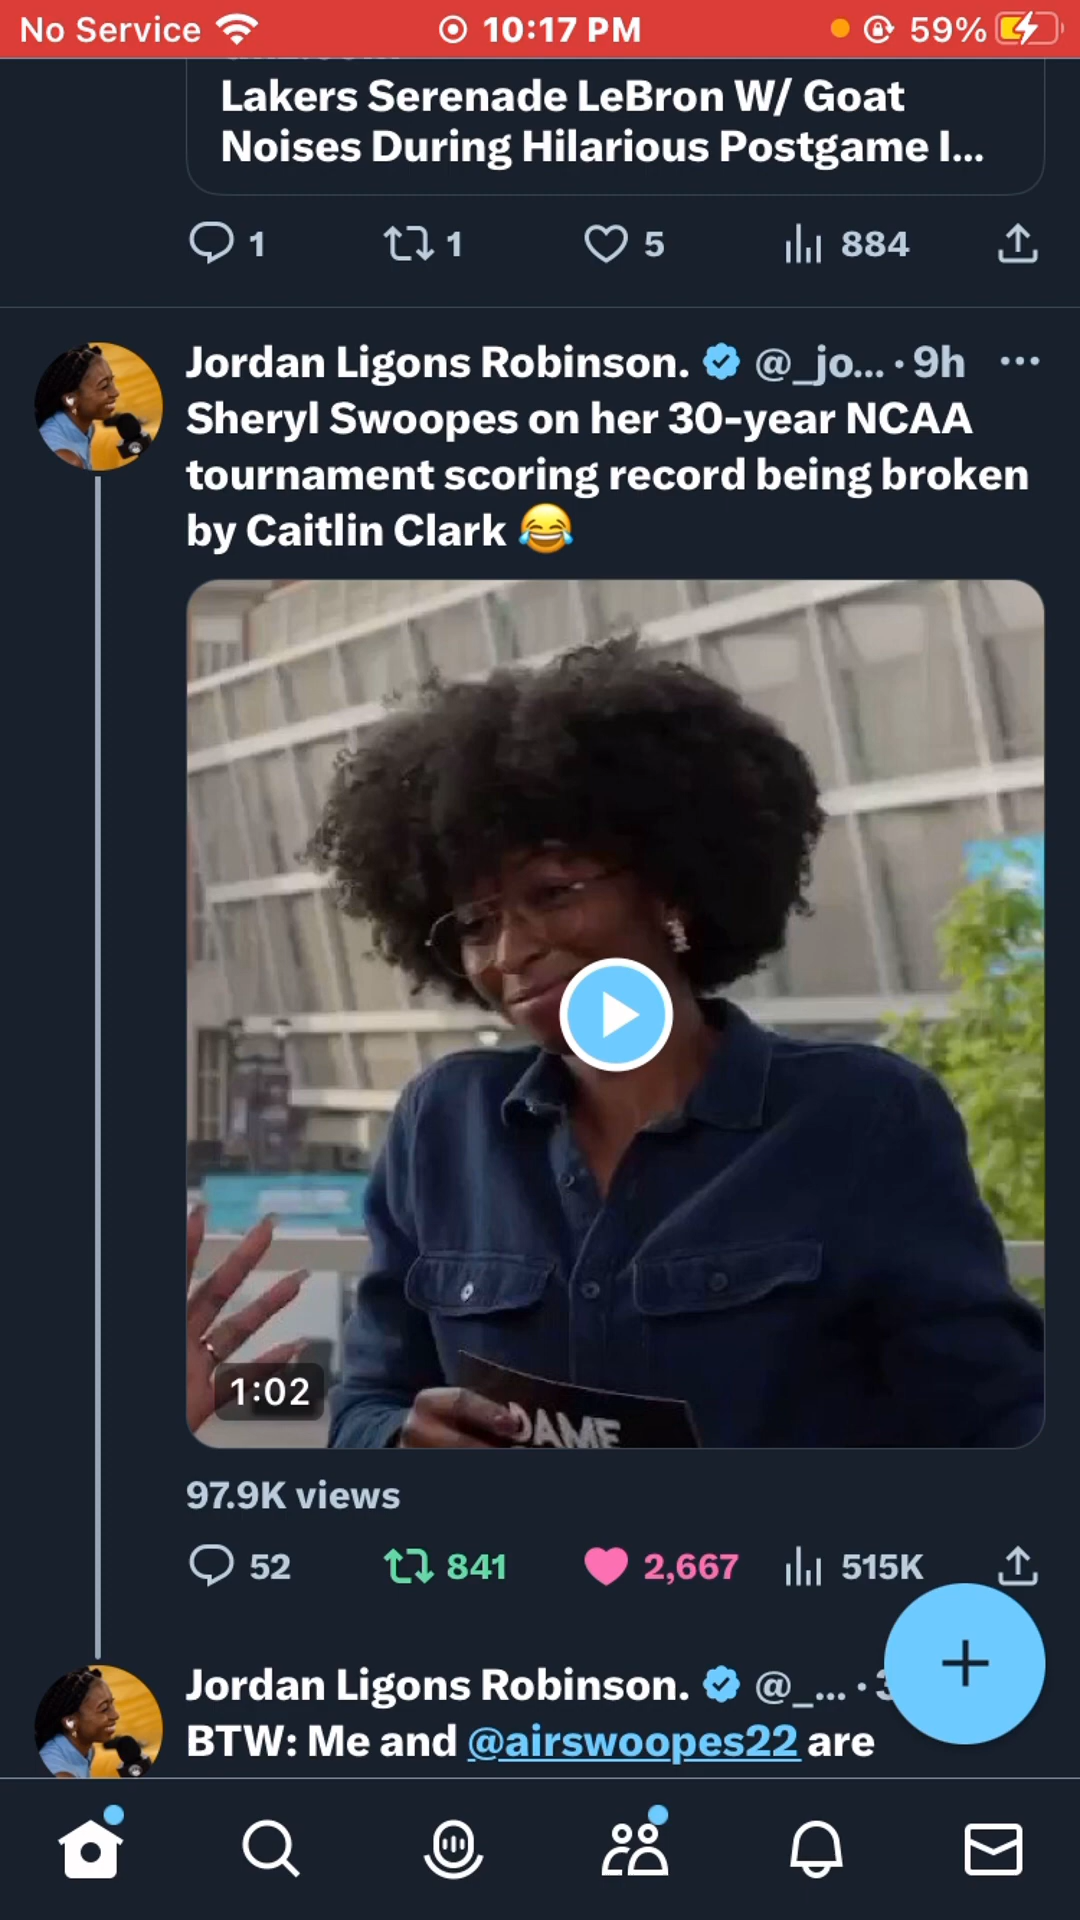 No Service 10:17 PM 59%
Lakers Serenade LeBron W/ Goat
Noises During Hilarious Postgame I...
1 1 5 884
Jordan Ligons Robinson. @_jo... · 9h
Sheryl Swoopes on her 30-year NCAA
tournament scoring record being broken
by Caitlin Clark 😂
DAME
1:02
97.9K views
52 841 2,667 515K
Jordan Ligons Robinson. @_... ·
BTW: Me and @airswoopes22 are